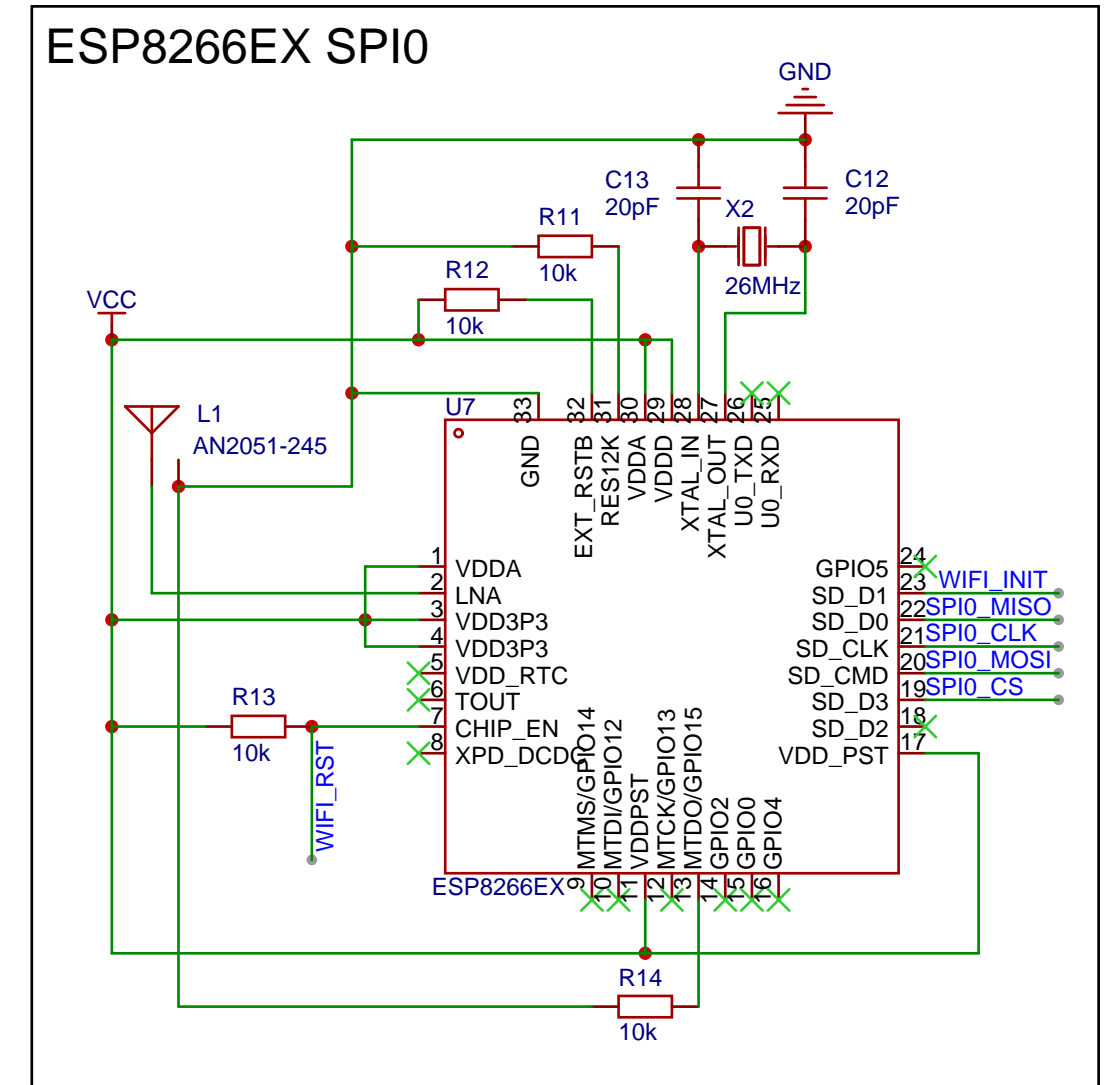 ESP8266EX SPI0
GND
C13
20pF
C12
20pF
X2
26MHz
R11
10k
R12
10k
VCC
L1
AN2051-245
U7
33
32
31
30
29
28
27
26
25
GND
EXT_RSTB
RES12K
VDDA
VDDD
XTAL_IN
XTAL_OUT
U0_TXD
U0_RXD
1 VDDA
2 LNA
3 VDD3P3
4 VDD3P3
5 VDD_RTC
6 TOUT
7 CHIP_EN
8 XPD_DCDC
R13
10k
WIFI_RST
GPIO5 24
SD_D1 23 WIFI_INIT
SD_D0 22 SPI0_MISO
SD_CLK 21 SPI0_CLK
SD_CMD 20 SPI0_MOSI
SD_D3 19 SPI0_CS
SD_D2 18
VDD_PST 17
MTMS/GPIO14
MTDI/GPIO12
VDDPST
MTCK/GPIO13
MTDO/GPIO15
GPIO2
GPIO0
GPIO4
ESP8266EX
9
10
11
12
13
14
15
16
R14
10k